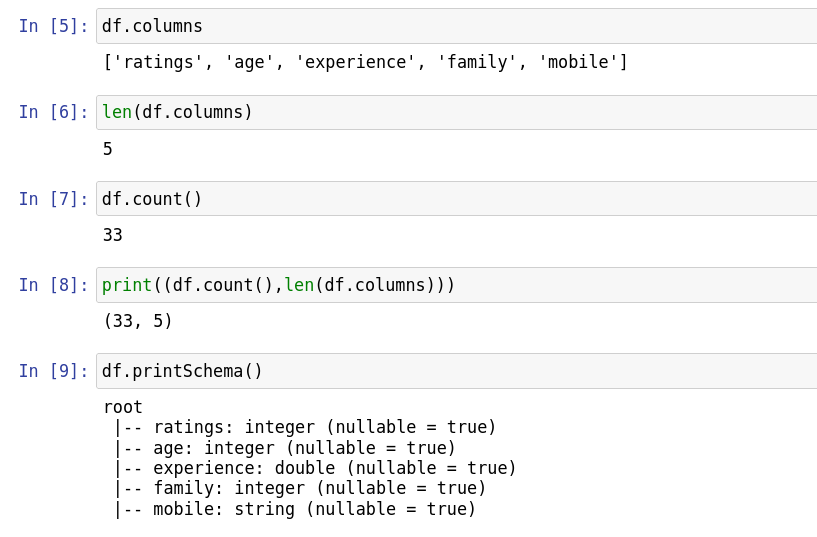 In [5]: df.columns
['ratings', 'age', 'experience', 'family', 'mobile']
In [6]: len(df.columns)
5
In [7]: df.count()
33
In [8]: print((df.count(),len(df.columns)))
(33, 5)
In [9]: df.printSchema()
root
 |-- ratings: integer (nullable = true)
 |-- age: integer (nullable = true)
 |-- experience: double (nullable = true)
 |-- family: integer (nullable = true)
 |-- mobile: string (nullable = true)